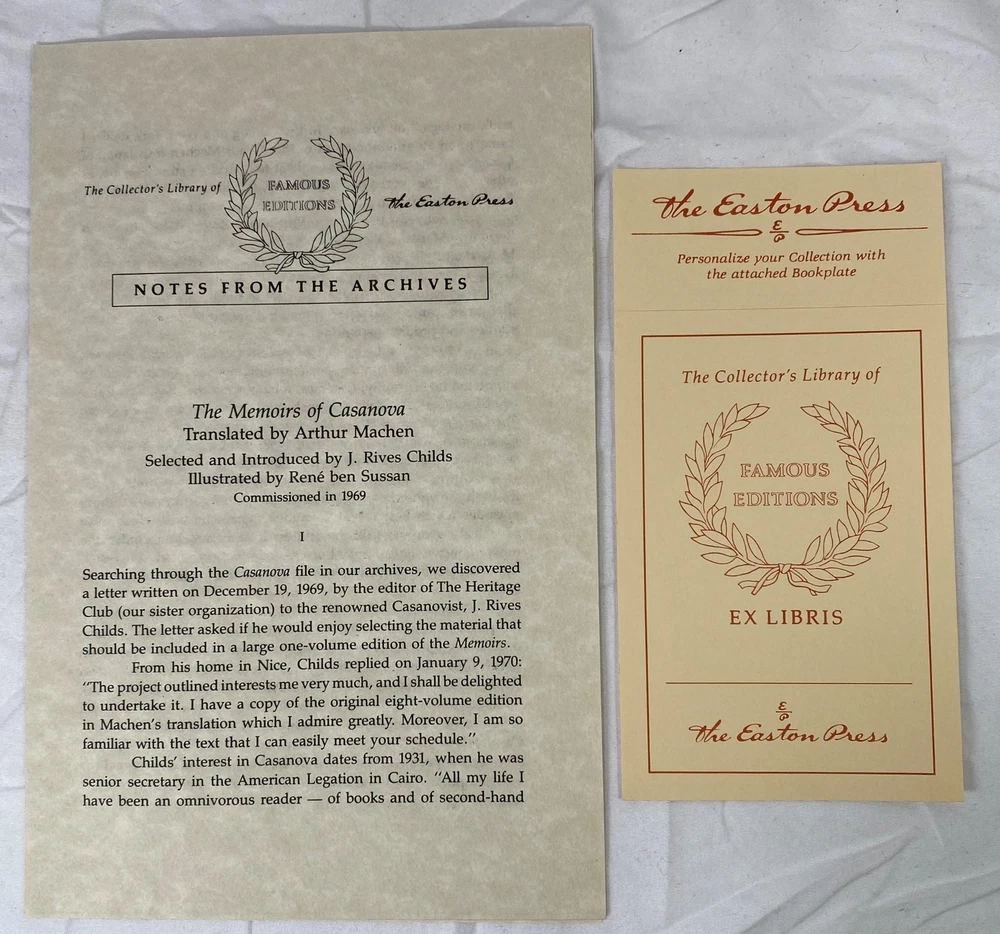 The Collector's Library of
FAMOUS
EDITIONS
the Easton Press
NOTES FROM THE ARCHIVES
The Memoirs of Casanova
Translated by Arthur Machen
Selected and Introduced by J. Rives Childs
Illustrated by René ben Sussan
Commissioned in 1969
I
Searching through the Casanova file in our archives, we discovered
a letter written on December 19, 1969, by the editor of The Heritage
Club (our sister organization) to the renowned Casanovist, J. Rives
Childs. The letter asked if he would enjoy selecting the material that
should be included in a large one-volume edition of the Memoirs.
From his home in Nice, Childs replied on January 9, 1970:
"The project outlined interests me very much, and I shall be delighted
to undertake it. I have a copy of the original eight-volume edition
in Machen's translation which I admire greatly. Moreover, I am so
familiar with the text that I can easily meet your schedule."
Childs' interest in Casanova dates from 1931, when he was
senior secretary in the American Legation in Cairo. "All my life I
have been an omnivorous reader — of books and of second-hand
the Easton Press
E
P
Personalize your Collection with
the attached Bookplate
The Collector's Library of
FAMOUS
EDITIONS
EX LIBRIS
E
P
the Easton Press